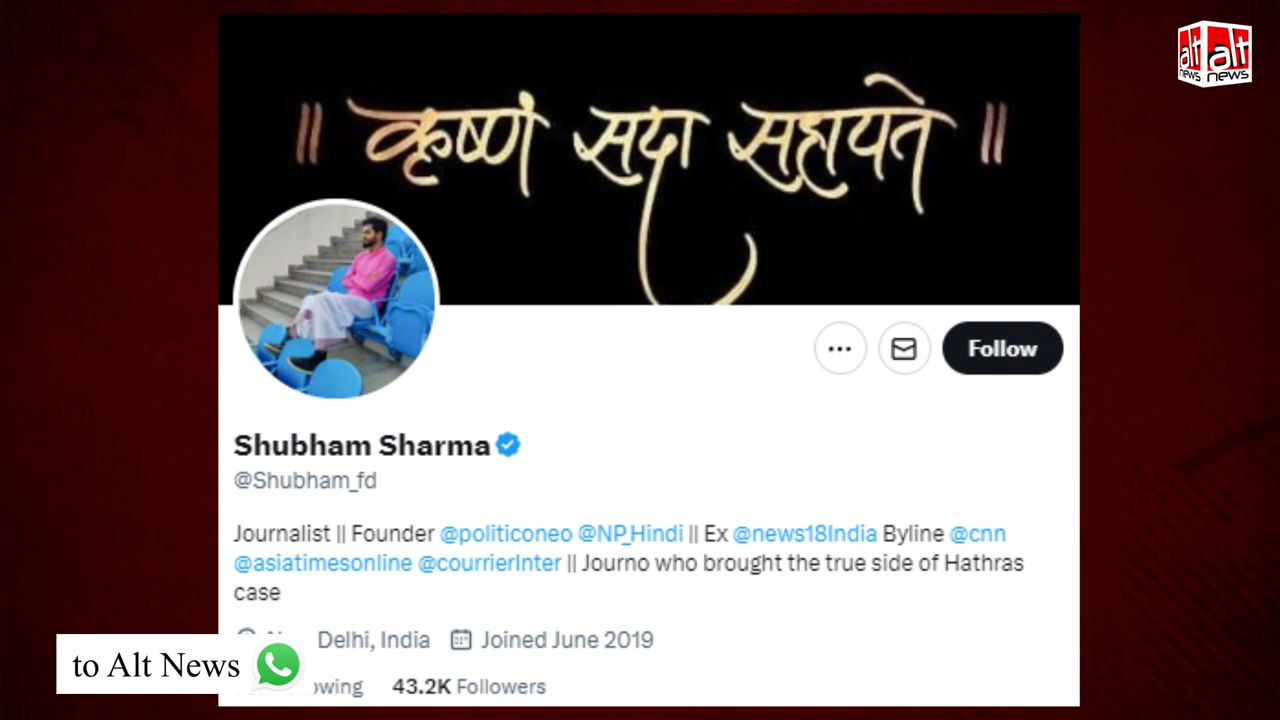 alt news alt news
॥ कृष्णं सदा सहायते ॥
Follow
Shubham Sharma
@Shubham_fd
Journalist || Founder @politiconeo @NP_Hindi || Ex @news18India Byline @cnn
@asiatimesonline @courrierInter || Journo who brought the true side of Hathras
case
Delhi, India Joined June 2019
to Alt News
43.2K Followers